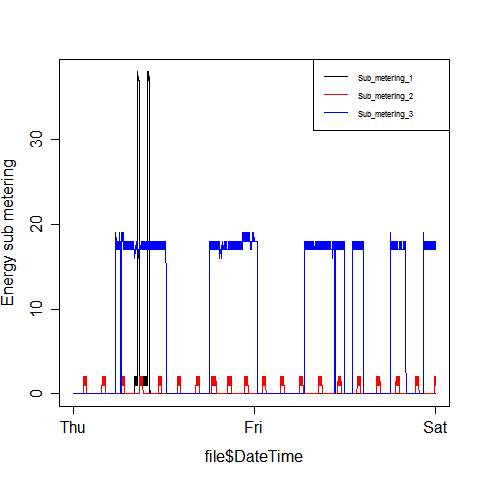 Sub_metering_1
Sub_metering_2
Sub_metering_3
Energy sub metering
30
20
10
0
Thu Fri Sat
file$DateTime